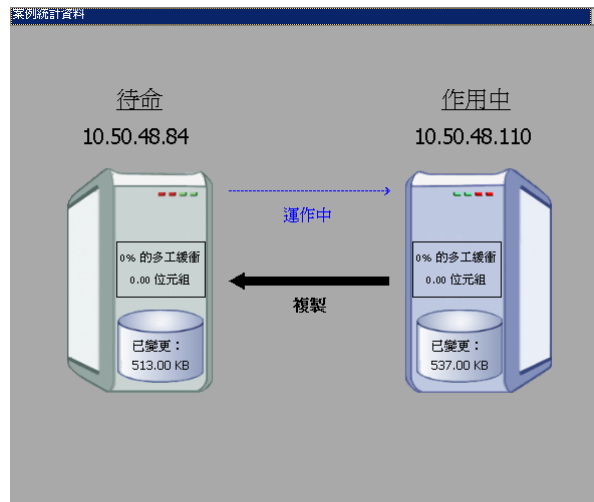 案例統計資料
待命
作用中
10.50.48.84
10.50.48.110
運作中
0% 的多工緩衝
0.00 位元組
0% 的多工緩衝
0.00 位元組
複製
已變更：
513.00 KB
已變更：
537.00 KB